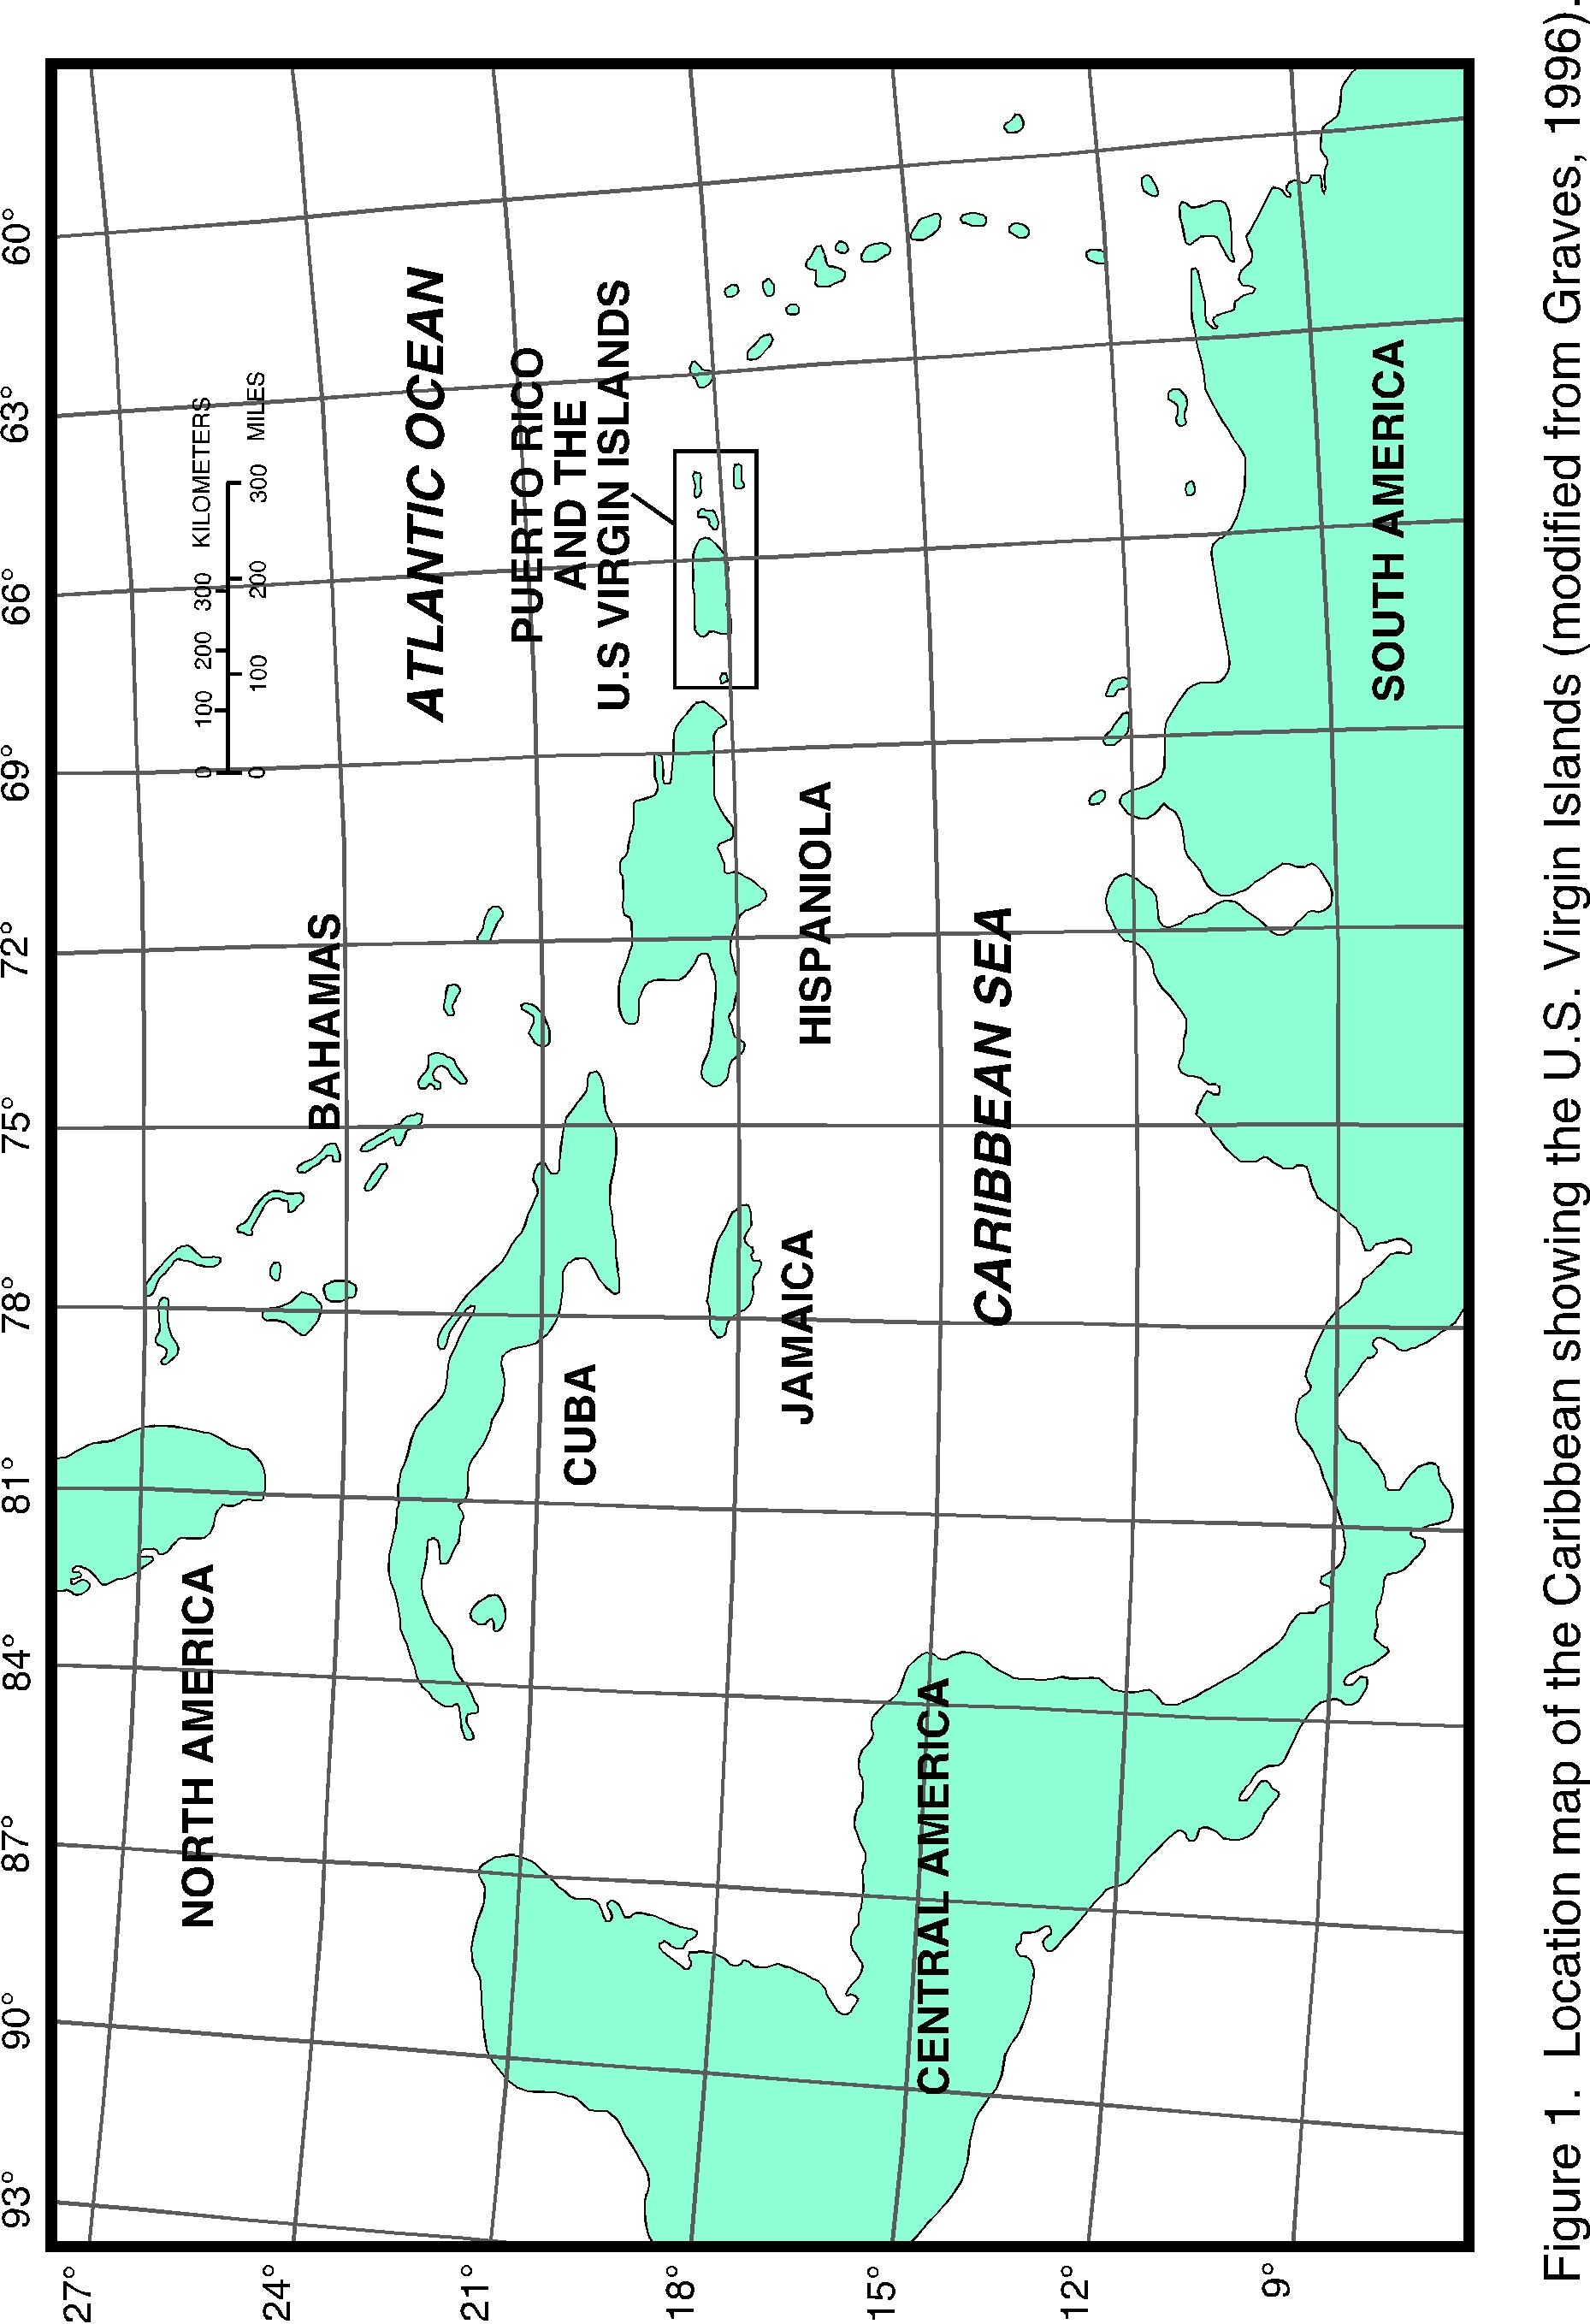 93° 90° 87° 84° 81° 78° 75° 72° 69° 66° 63° 60°
27°
24°
21°
18°
15°
12°
9°
0 100 200 300 KILOMETERS
0 100 200 300 MILES
NORTH AMERICA
BAHAMAS
ATLANTIC OCEAN
PUERTO RICO
AND THE
U.S VIRGIN ISLANDS
CUBA
JAMAICA
HISPANIOLA
CENTRAL AMERICA
CARIBBEAN SEA
SOUTH AMERICA
Figure 1. Location map of the Caribbean showing the U.S. Virgin Islands (modified from Graves, 1996).